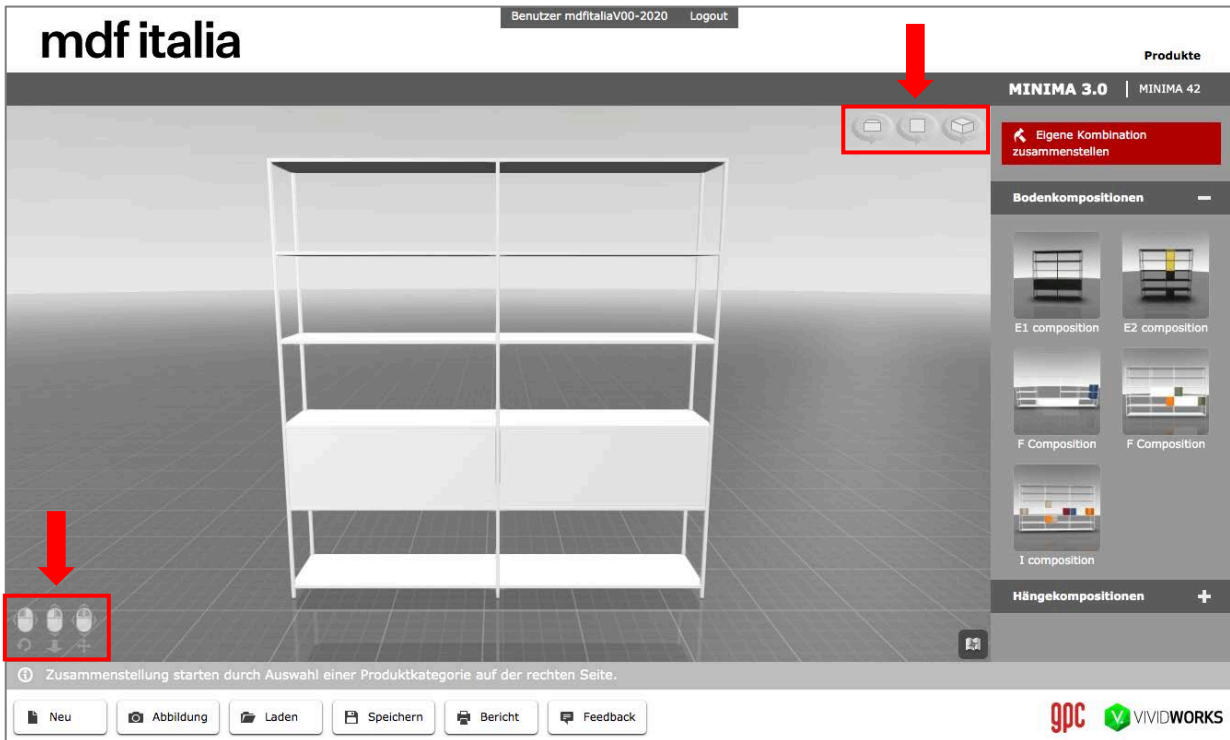 Benutzer mdfitaliaV00-2020 Logout
mdf italia
Produkte
MINIMA 3.0 | MINIMA 42
Eigene Kombination
zusammenstellen
Bodenkompositionen
E1 composition E2 composition
F Composition F Composition
I composition
Hängekompositionen
Zusammenstellung starten durch Auswahl einer Produktkategorie auf der rechten Seite.
Neu Abbildung Laden Speichern Bericht Feedback
gpc VIVIDWORKS